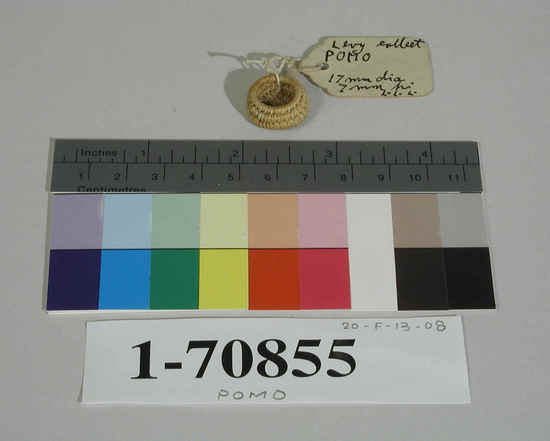 Levy collect
POMO
17mm dia
7mm hi
Inches 1 2 3 4
1 2 3 4 5 6 7 8 9 10 11
Centimetres
20-F-13-08
1-70855
POMO